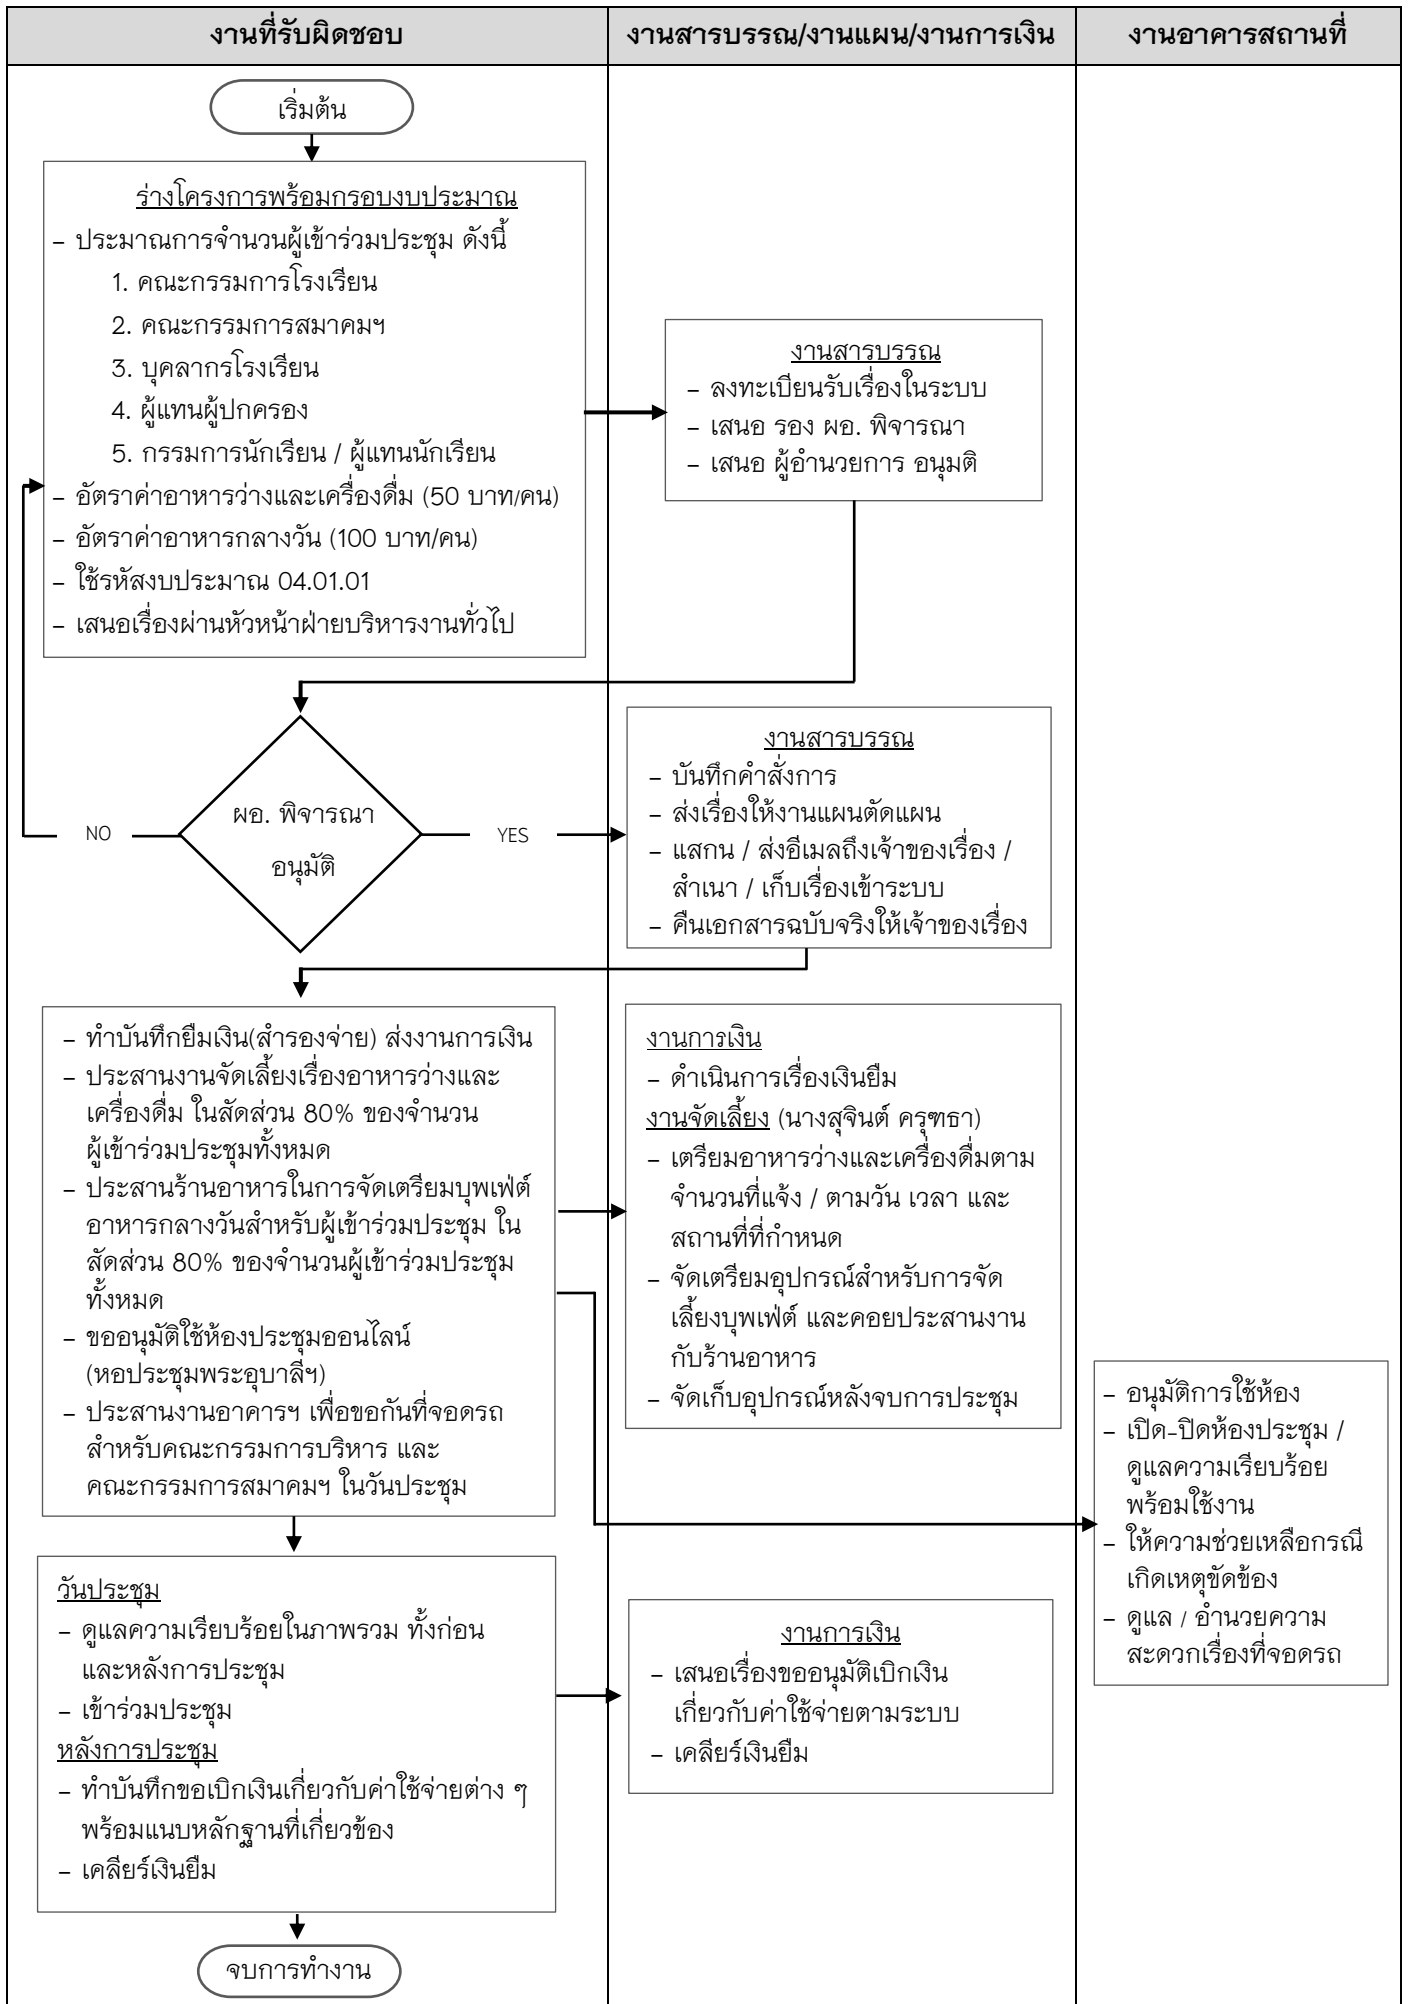 งานที่รับผิดชอบ
งานสารบรรณ/งานแผน/งานการเงิน
งานอาคารสถานที่
เริ่มต้น
ร่างโครงการพร้อมกรอบงบประมาณ
- ประมาณการจำนวนผู้เข้าร่วมประชุม ดังนี้
1. คณะกรรมการโรงเรียน
2. คณะกรรมการสมาคมฯ
3. บุคลากรโรงเรียน
4. ผู้แทนผู้ปกครอง
5. กรรมการนักเรียน / ผู้แทนนักเรียน
- อัตราค่าอาหารว่างและเครื่องดื่ม (50 บาท/คน)
- อัตราค่าอาหารกลางวัน (100 บาท/คน)
- ใช้รหัสงบประมาณ 04.01.01
- เสนอเรื่องผ่านหัวหน้าฝ่ายบริหารงานทั่วไป
งานสารบรรณ
- ลงทะเบียนรับเรื่องในระบบ
- เสนอ รอง ผอ. พิจารณา
- เสนอ ผู้อำนวยการ อนุมติ
ผอ. พิจารณา
อนุมัติ
NO
YES
งานสารบรรณ
- บันทึกคำสั่งการ
- ส่งเรื่องให้งานแผนตัดแผน
- แสกน / ส่งอีเมลถึงเจ้าของเรื่อง /
สำเนา / เก็บเรื่องเข้าระบบ
- คืนเอกสารฉบับจริงให้เจ้าของเรื่อง
- ทำบันทึกยืมเงิน(สำรองจ่าย) ส่งงานการเงิน
- ประสานงานจัดเลี้ยงเรื่องอาหารว่างและ
เครื่องดื่ม ในสัดส่วน 80% ของจำนวน
ผู้เข้าร่วมประชุมทั้งหมด
- ประสานร้านอาหารในการจัดเตรียมบุพเฟ่ต์
อาหารกลางวันสำหรับผู้เข้าร่วมประชุม ใน
สัดส่วน 80% ของจำนวนผู้เข้าร่วมประชุม
ทั้งหมด
- ขออนุมัติใช้ห้องประชุมออนไลน์
(หอประชุมพระอุบาลีฯ)
- ประสานงานอาคารฯ เพื่อขอกันที่จอดรถ
สำหรับคณะกรรมการบริหาร และ
คณะกรรมการสมาคมฯ ในวันประชุม
งานการเงิน
- ดำเนินการเรื่องเงินยืม
งานจัดเลี้ยง (นางสุจินต์ ครุฑธา)
- เตรียมอาหารว่างและเครื่องดื่มตาม
จำนวนที่แจ้ง / ตามวัน เวลา และ
สถานที่ที่กำหนด
- จัดเตรียมอุปกรณ์สำหรับการจัด
เลี้ยงบุพเฟ่ต์ และคอยประสานงาน
กับร้านอาหาร
- จัดเก็บอุปกรณ์หลังจบการประชุม
- อนุมัติการใช้ห้อง
- เปิด-ปิดห้องประชุม /
ดูแลความเรียบร้อย
พร้อมใช้งาน
- ให้ความช่วยเหลือกรณี
เกิดเหตุขัดข้อง
- ดูแล / อำนวยความ
สะดวกเรื่องที่จอดรถ
วันประชุม
- ดูแลความเรียบร้อยในภาพรวม ทั้งก่อน
และหลังการประชุม
- เข้าร่วมประชุม
หลังการประชุม
- ทำบันทึกขอเบิกเงินเกี่ยวกับค่าใช้จ่ายต่าง ๆ
พร้อมแนบหลักฐานที่เกี่ยวข้อง
- เคลียร์เงินยืม
งานการเงิน
- เสนอเรื่องขออนุมัติเบิกเงิน
เกี่ยวกับค่าใช้จ่ายตามระบบ
- เคลียร์เงินยืม
จบการทำงาน